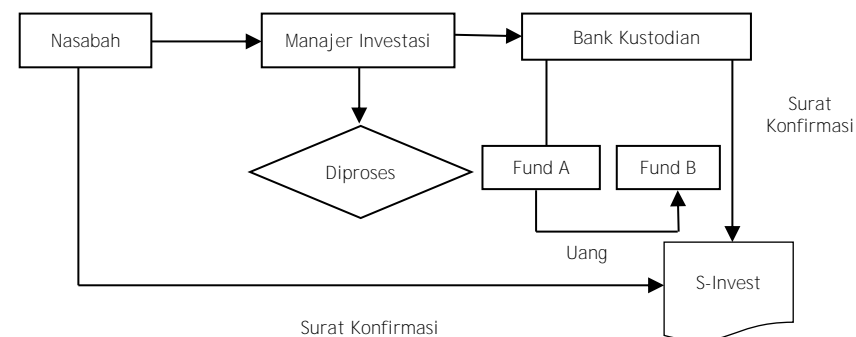 Nasabah
Manajer Investasi
Bank Kustodian
Surat
Konfirmasi
Diproses
Fund A
Fund B
Uang
S-Invest
Surat Konfirmasi